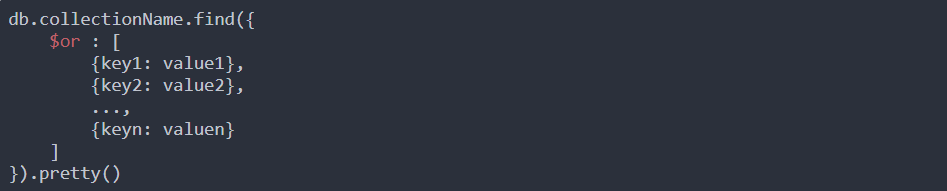 db.collectionName.find({
    $or : [
        {key1: value1},
        {key2: value2},
        ...,
        {keyn: valuen}
    ]
}).pretty()